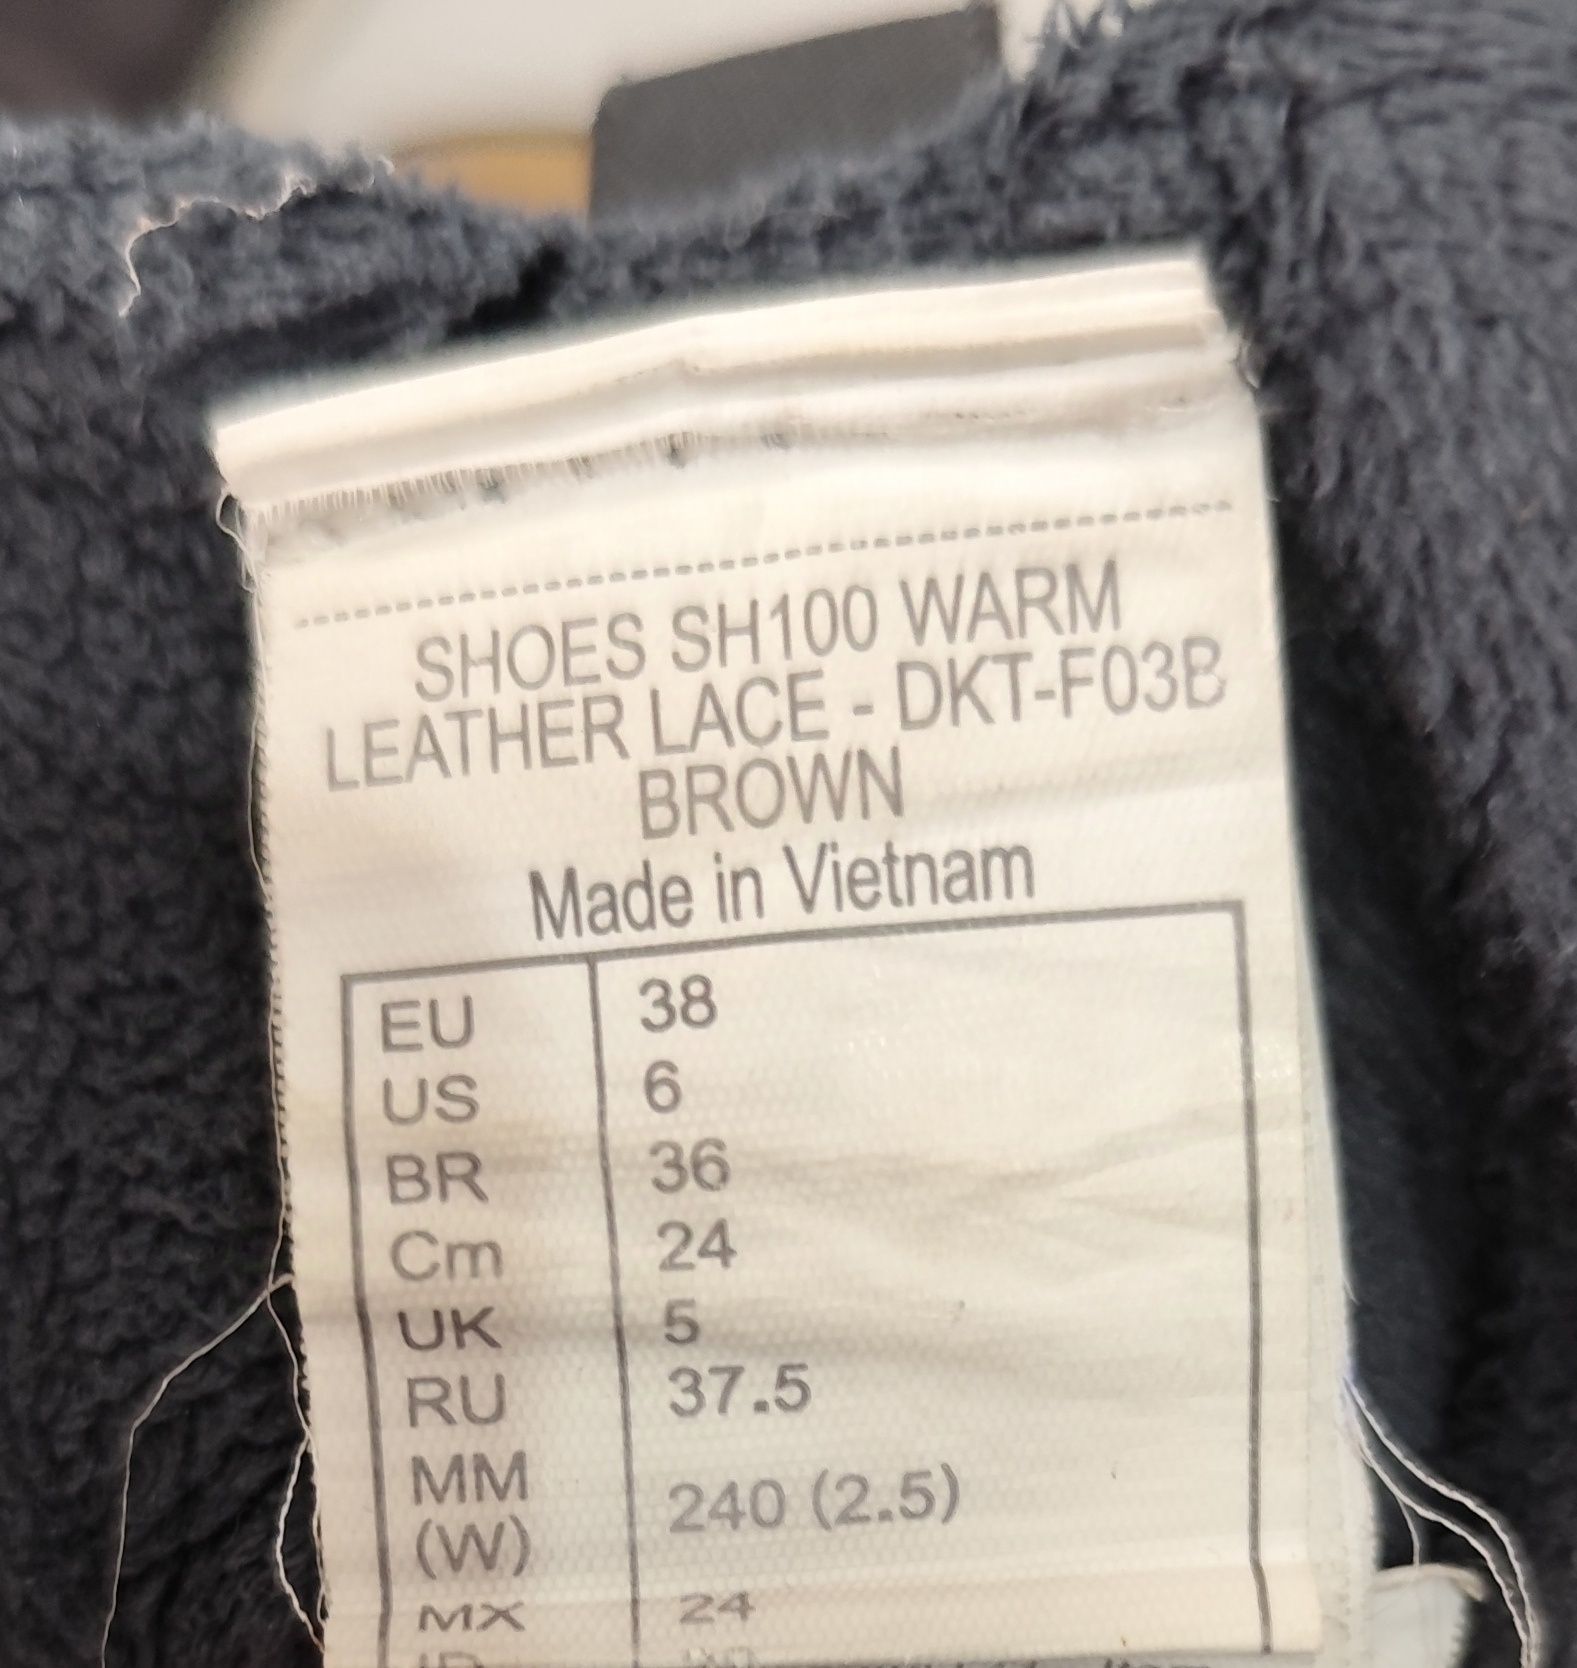 SHOES SH100 WARM
LEATHER LACE - DKT-F03B
BROWN
Made in Vietnam
EU 38
US 6
BR 36
Cm 24
UK 5
RU 37.5
MM (W) 240 (2.5)
MX 24